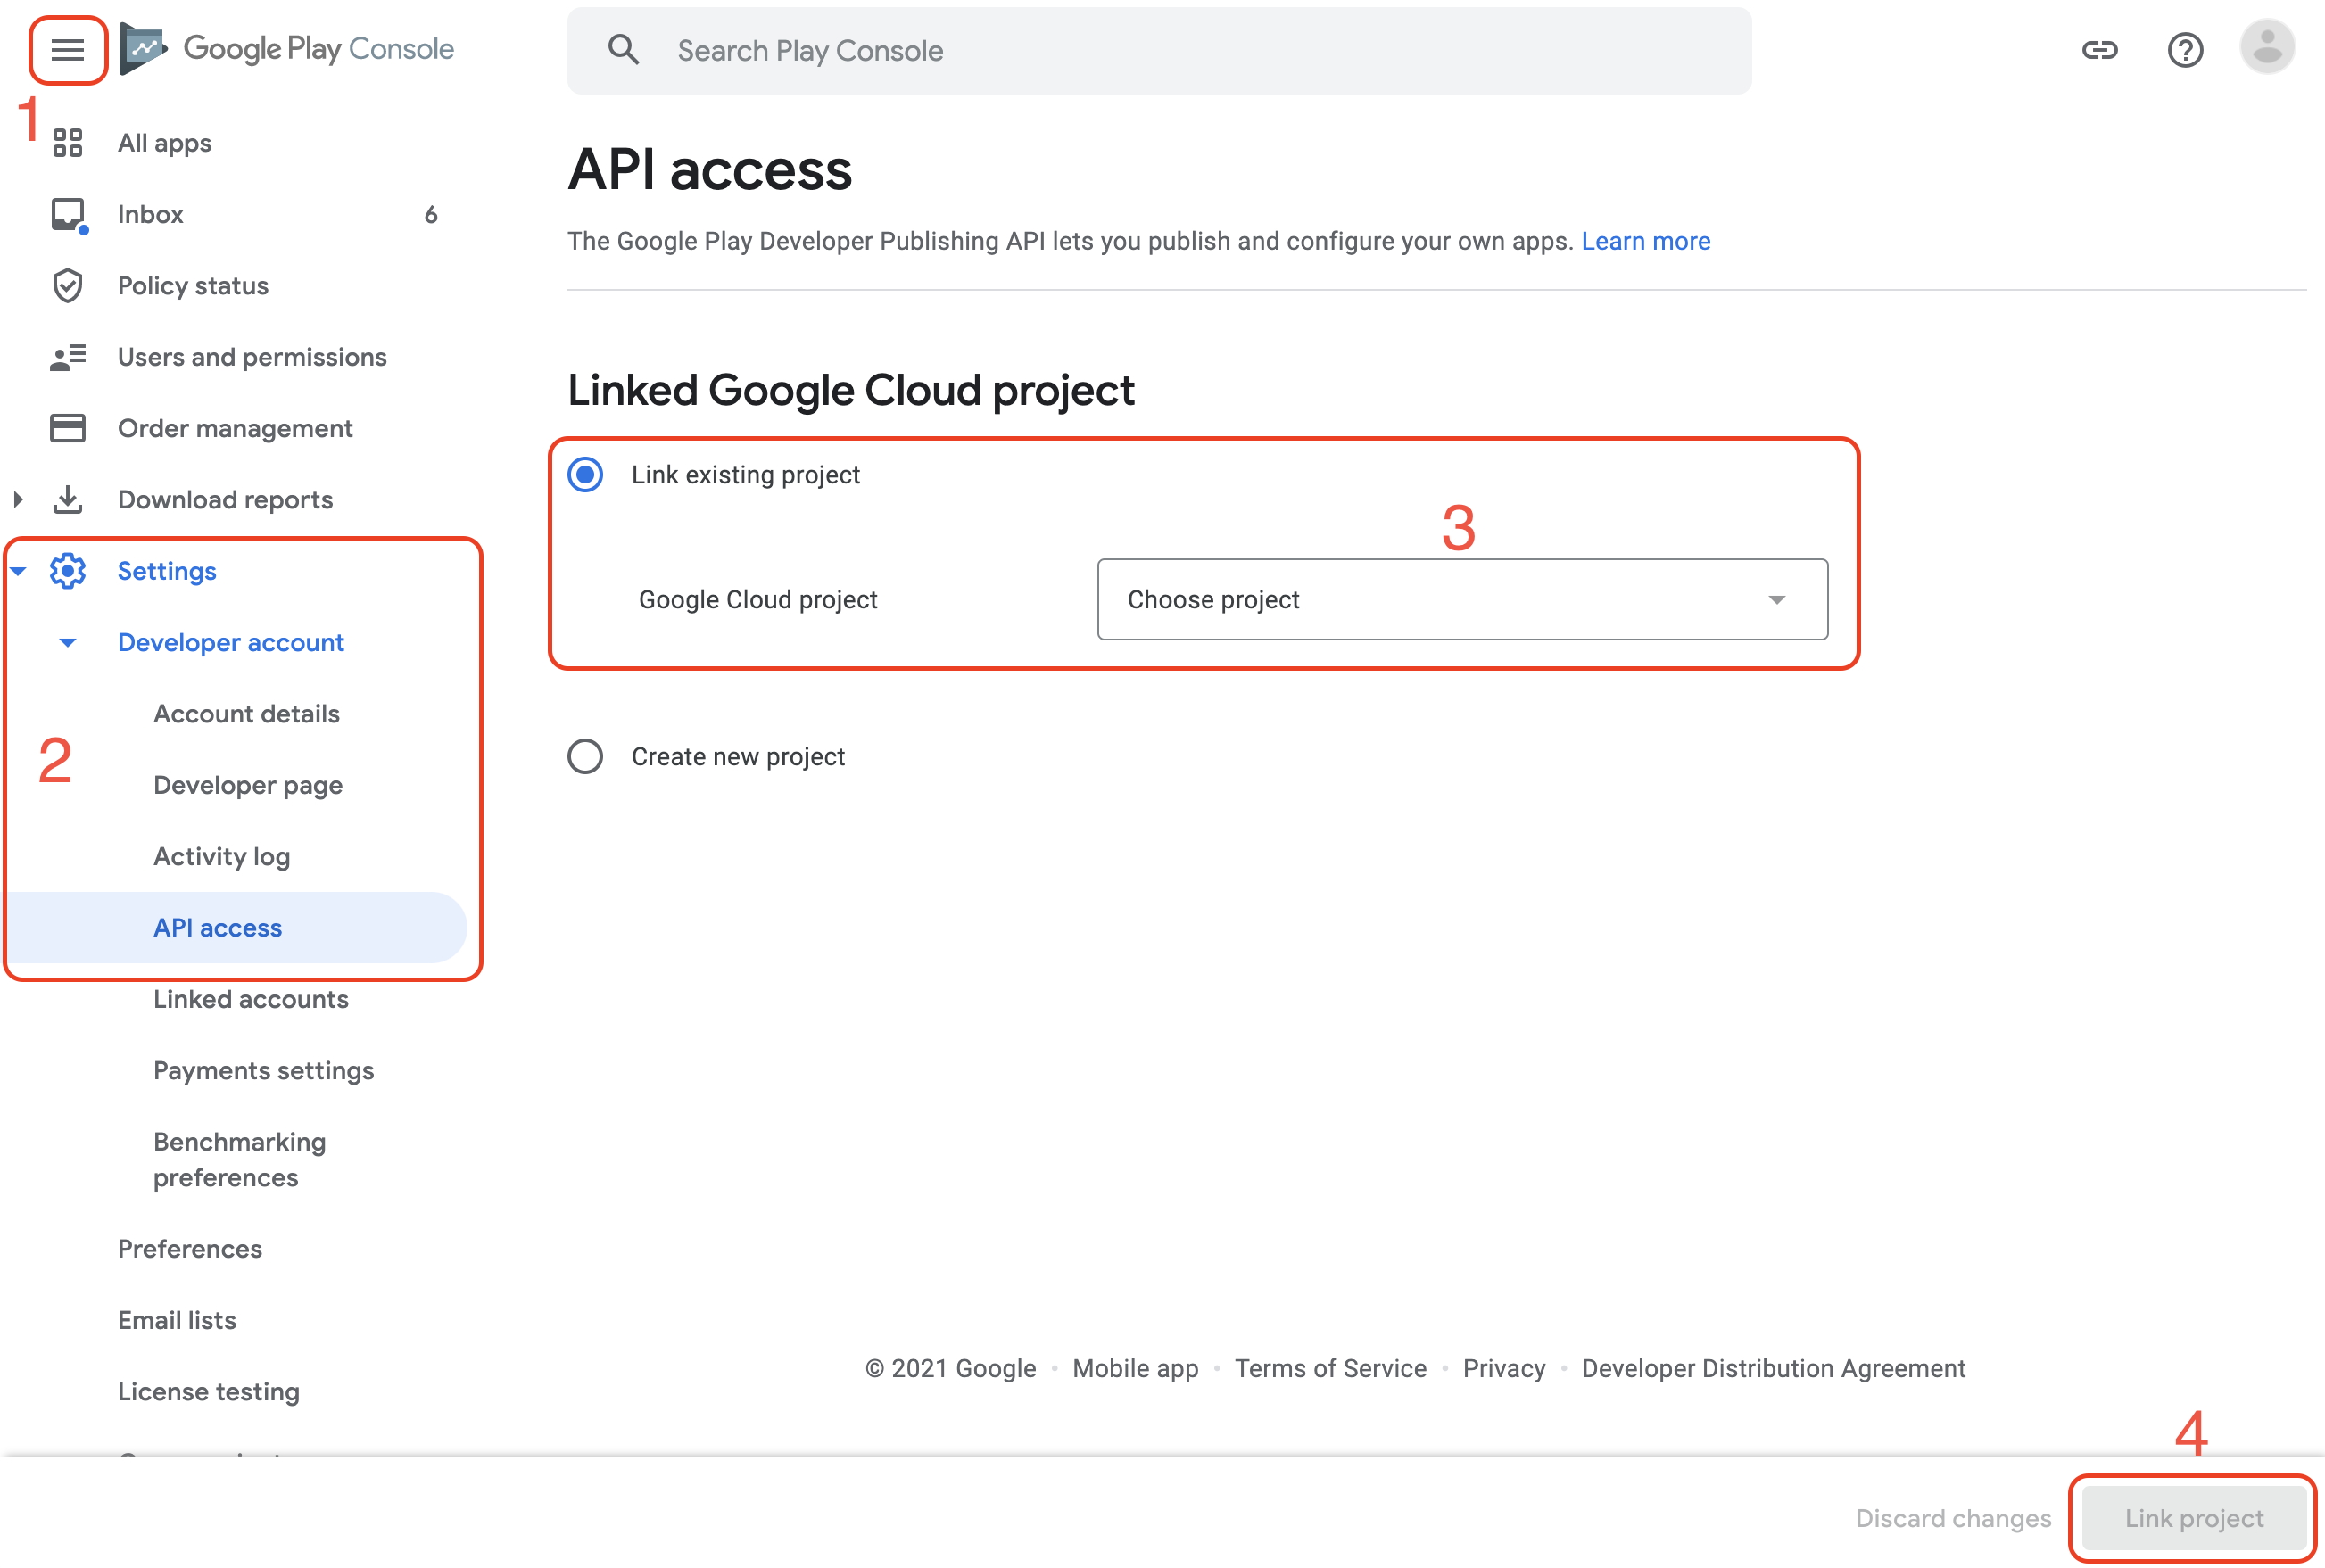 Google Play Console
Search Play Console
1
All apps
Inbox 6
Policy status
Users and permissions
Order management
Download reports
Settings
Developer account
Account details
2
Developer page
Activity log
API access
Linked accounts
Payments settings
Benchmarking
preferences
Preferences
Email lists
License testing
API access
The Google Play Developer Publishing API lets you publish and configure your own apps. Learn more
Linked Google Cloud project
Link existing project
3
Google Cloud project Choose project
Create new project
© 2021 Google • Mobile app • Terms of Service • Privacy • Developer Distribution Agreement
4
Discard changes Link project